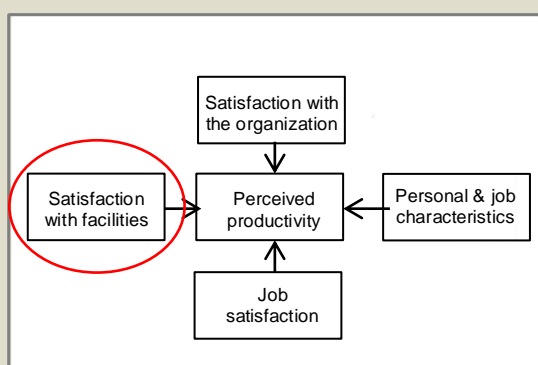 Satisfaction with
the organization
Satisfaction
with facilities
Perceived
productivity
Personal & job
characteristics
Job
satisfaction